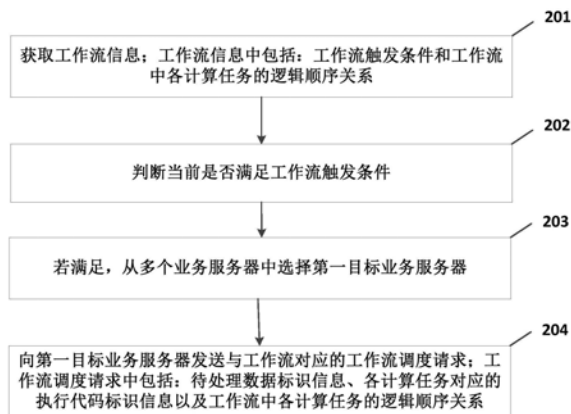 201
获取工作流信息；工作流信息中包括：工作流触发条件和工作流
中各计算任务的逻辑顺序关系
202
判断当前是否满足工作流触发条件
203
若满足，从多个业务服务器中选择第一目标业务服务器
204
向第一目标业务服务器发送与工作流对应的工作流调度请求；工
作流调度请求中包括：待处理数据标识信息、各计算任务对应的
执行代码标识信息以及工作流中各计算任务的逻辑顺序关系